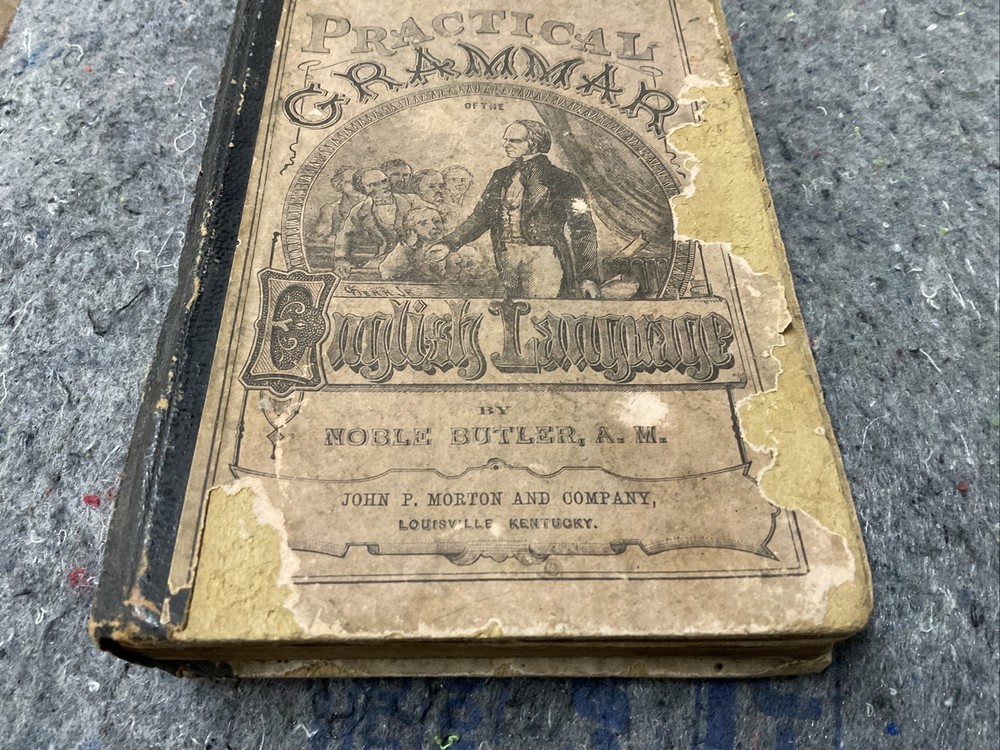 PRACTICAL
GRAMMAR
OF THE
English Language
BY
NOBLE BUTLER, A. M.
JOHN P. MORTON AND COMPANY,
LOUISVILLE KENTUCKY.